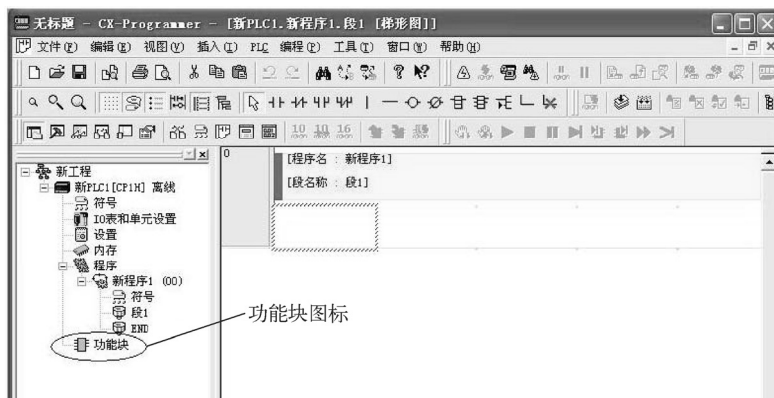 无标题 - CX-Programmer - [新PLC1.新程序1.段1 [梯形图]]
文件(F) 编辑(E) 视图(V) 插入(I) PLC 编程(P) 工具(T) 窗口(W) 帮助(H)
10 10 16
新工程
新PLC1[CP1H] 离线
符号
IO表和单元设置
设置
内存
程序
新程序1 (00)
符号
段1
END
功能块
0
[程序名 : 新程序1]
[段名称 : 段1]
功能块图标